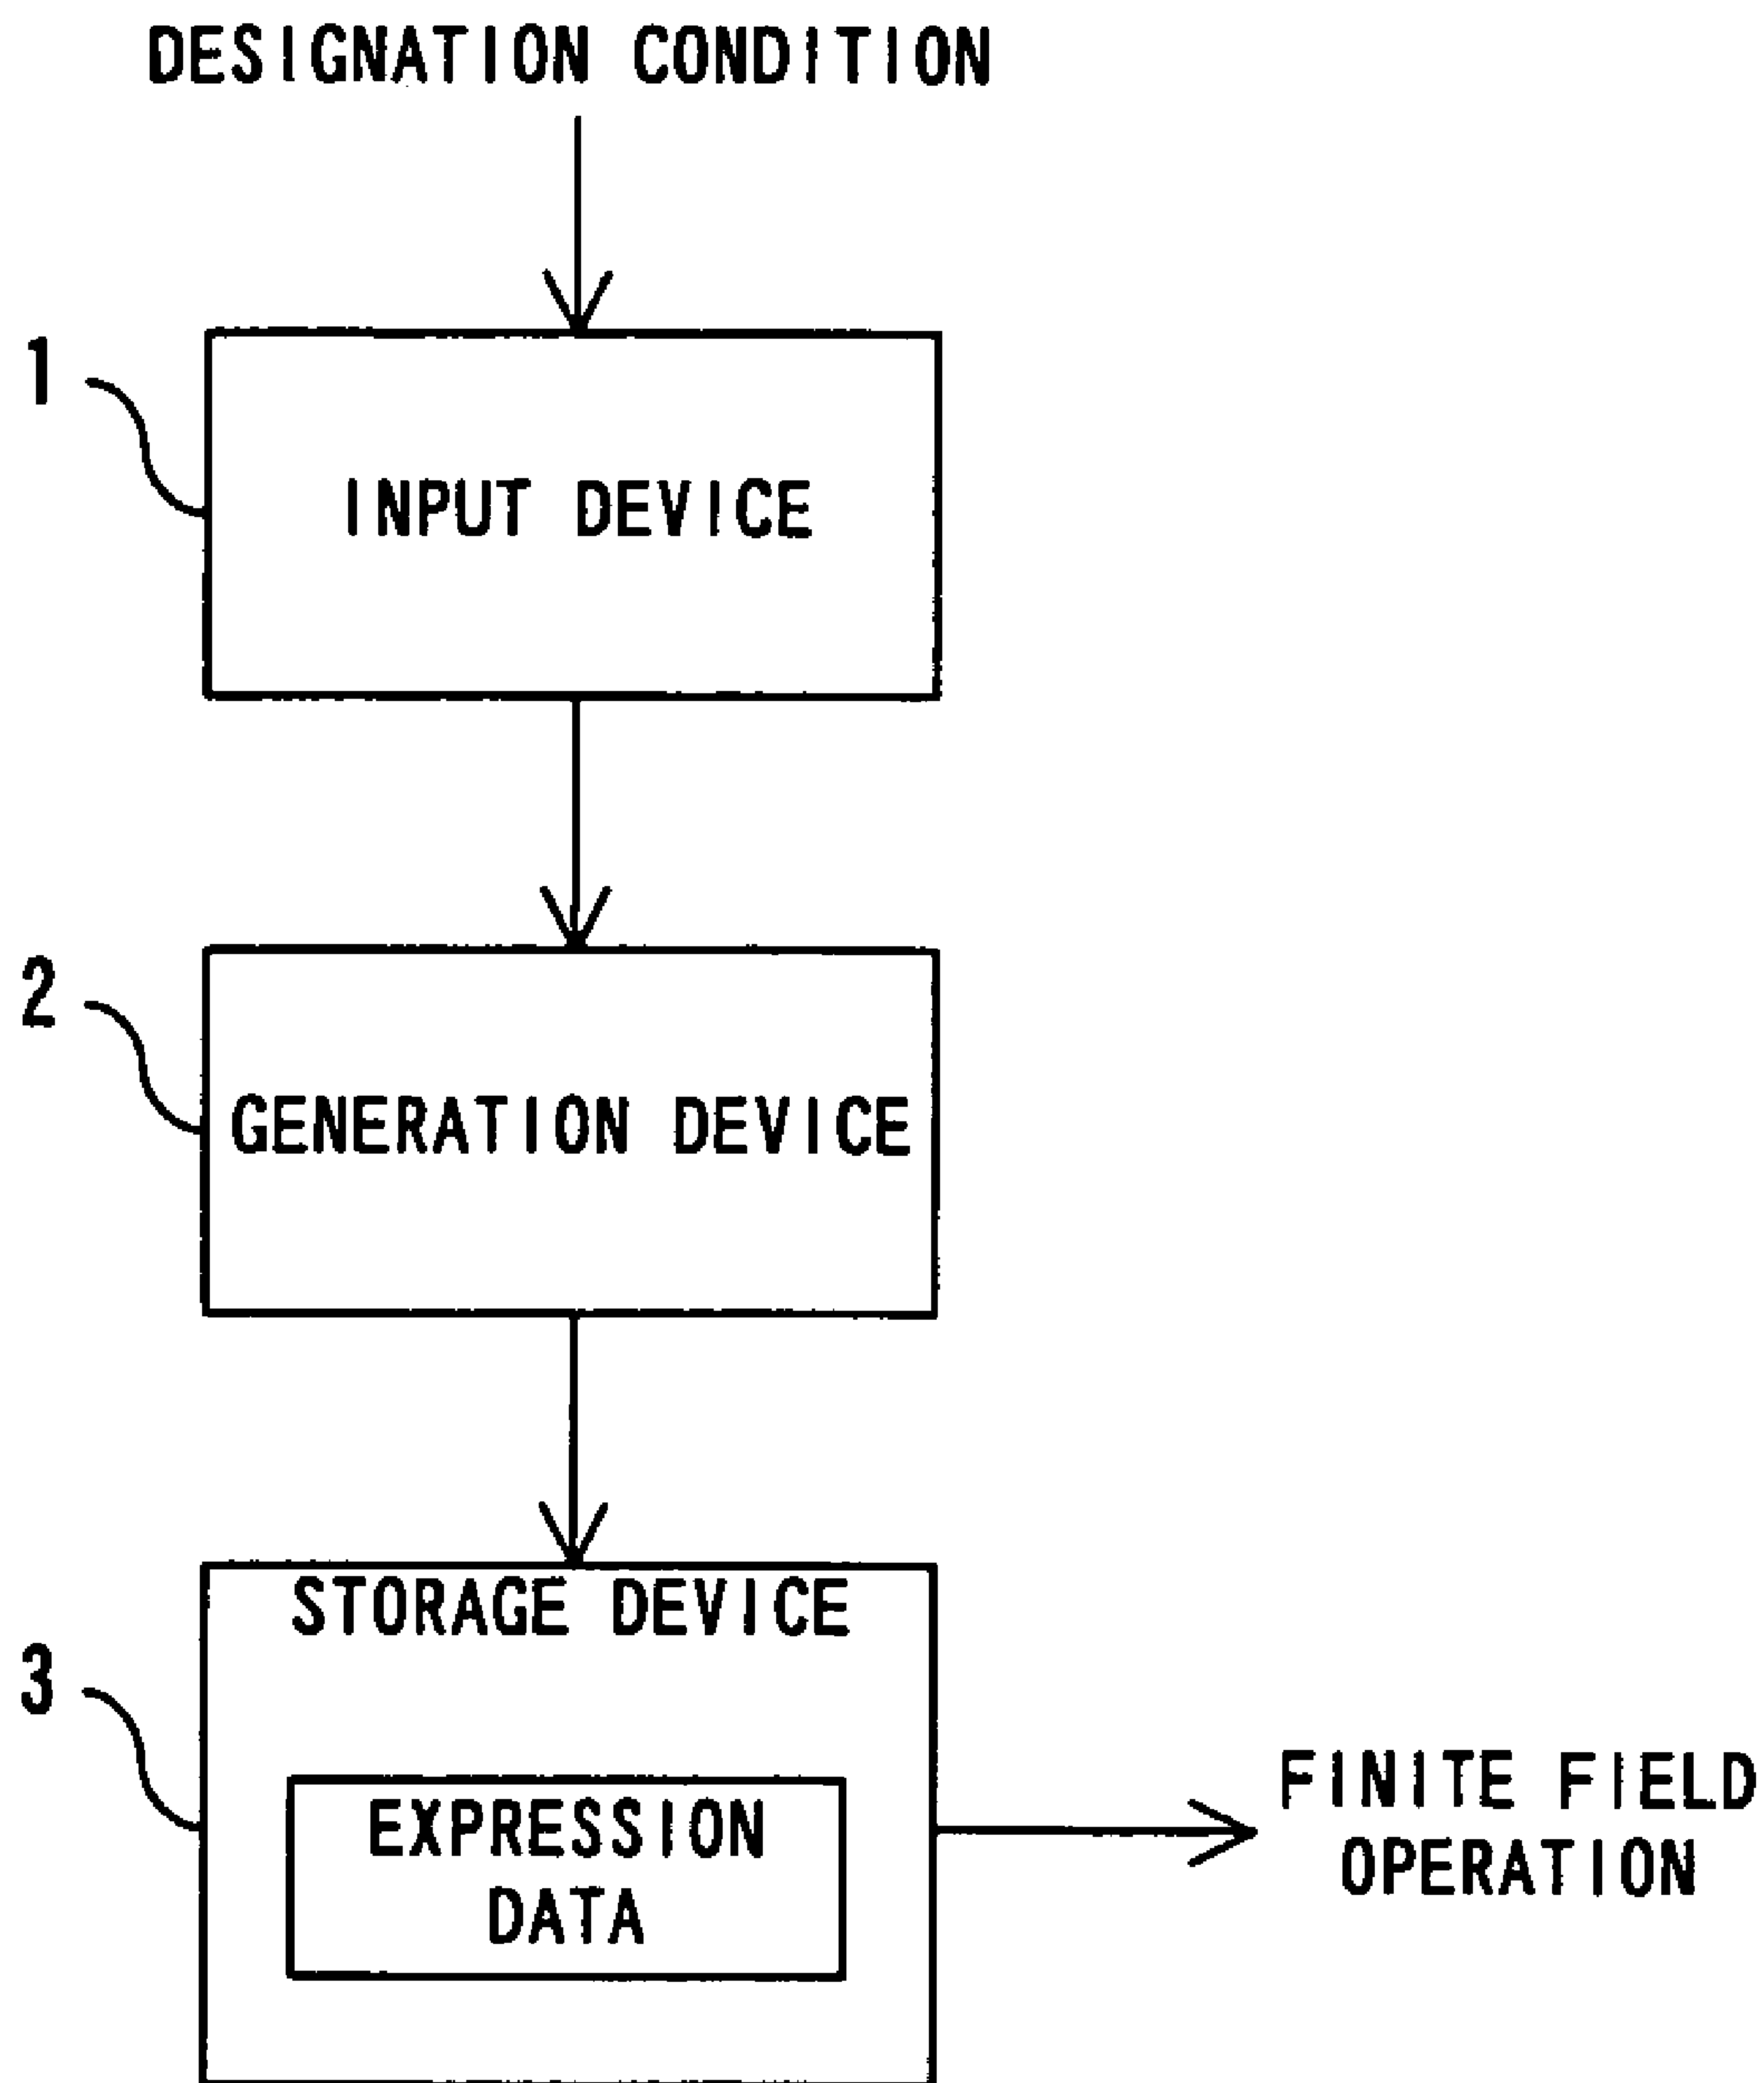 DESIGNATION CONDITION
1
INPUT DEVICE
2
GENERATION DEVICE
STORAGE DEVICE
3
EXPRESSION
DATA
FINITE FIELD
OPERATION